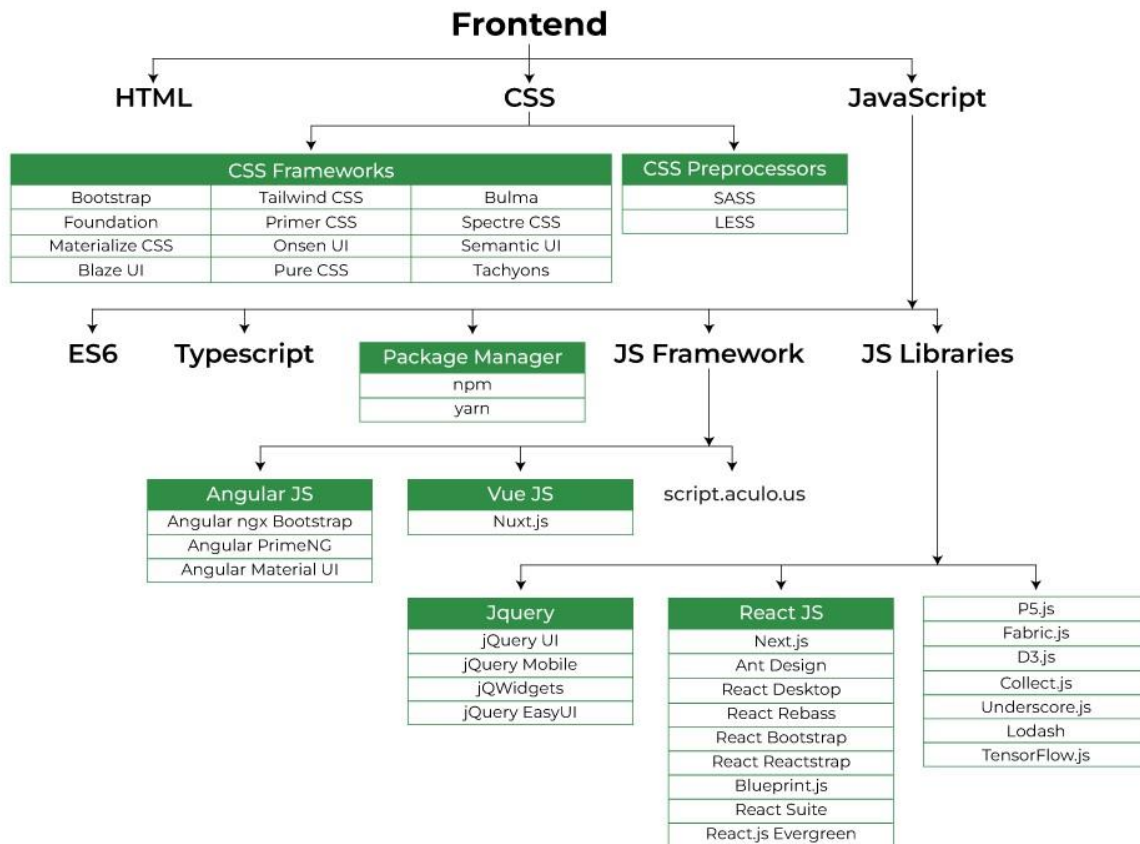 Frontend
HTML
CSS
JavaScript
CSS Frameworks
Bootstrap Tailwind CSS Bulma
Foundation Primer CSS Spectre CSS
Materialize CSS Onsen UI Semantic UI
Blaze UI Pure CSS Tachyons
CSS Preprocessors
SASS
LESS
ES6
Typescript
Package Manager
npm
yarn
JS Framework
JS Libraries
Angular JS
Angular ngx Bootstrap
Angular PrimeNG
Angular Material UI
Vue JS
Nuxt.js
script.aculo.us
Jquery
jQuery UI
jQuery Mobile
jQWidgets
jQuery EasyUI
React JS
Next.js
Ant Design
React Desktop
React Rebass
React Bootstrap
React Reactstrap
Blueprint.js
React Suite
React.js Evergreen
P5.js
Fabric.js
D3.js
Collect.js
Underscore.js
Lodash
TensorFlow.js